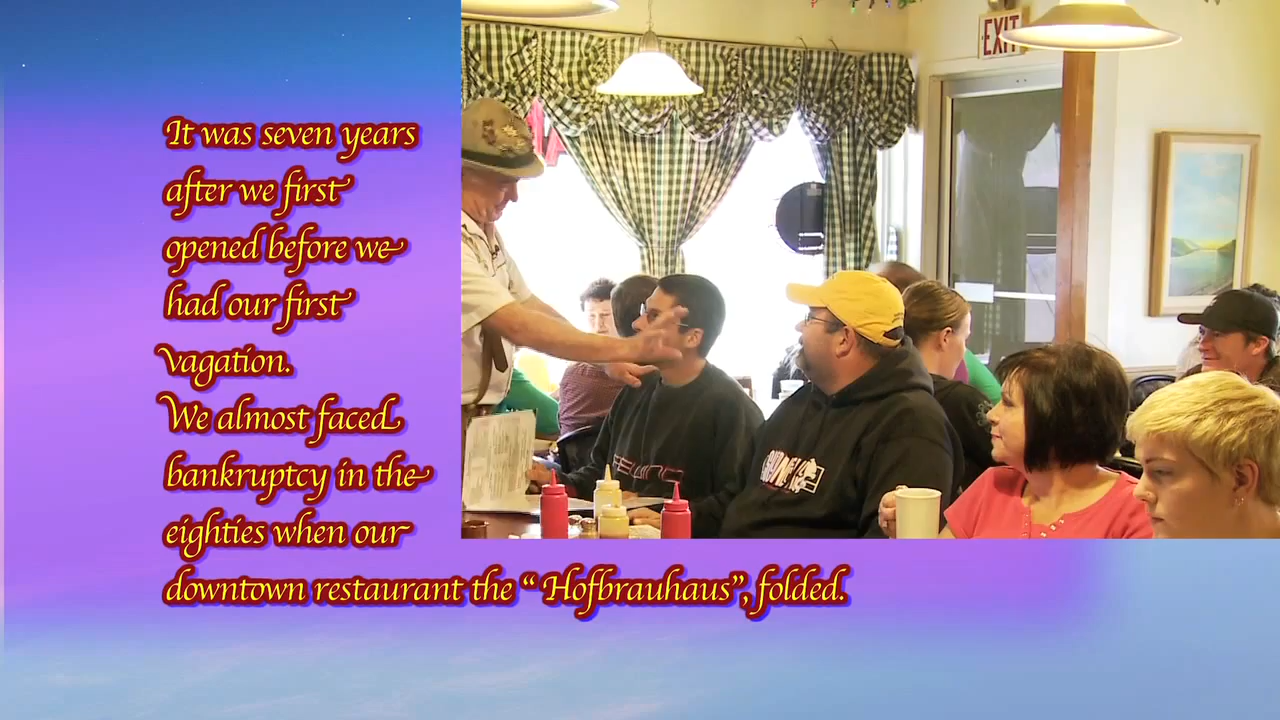 EXIT
It was seven years
after we first
opened before we
had our first
vagation.
We almost faced
bankruptcy in the
eighties when our
downtown restaurant the “ Hofbrauhaus”, folded.